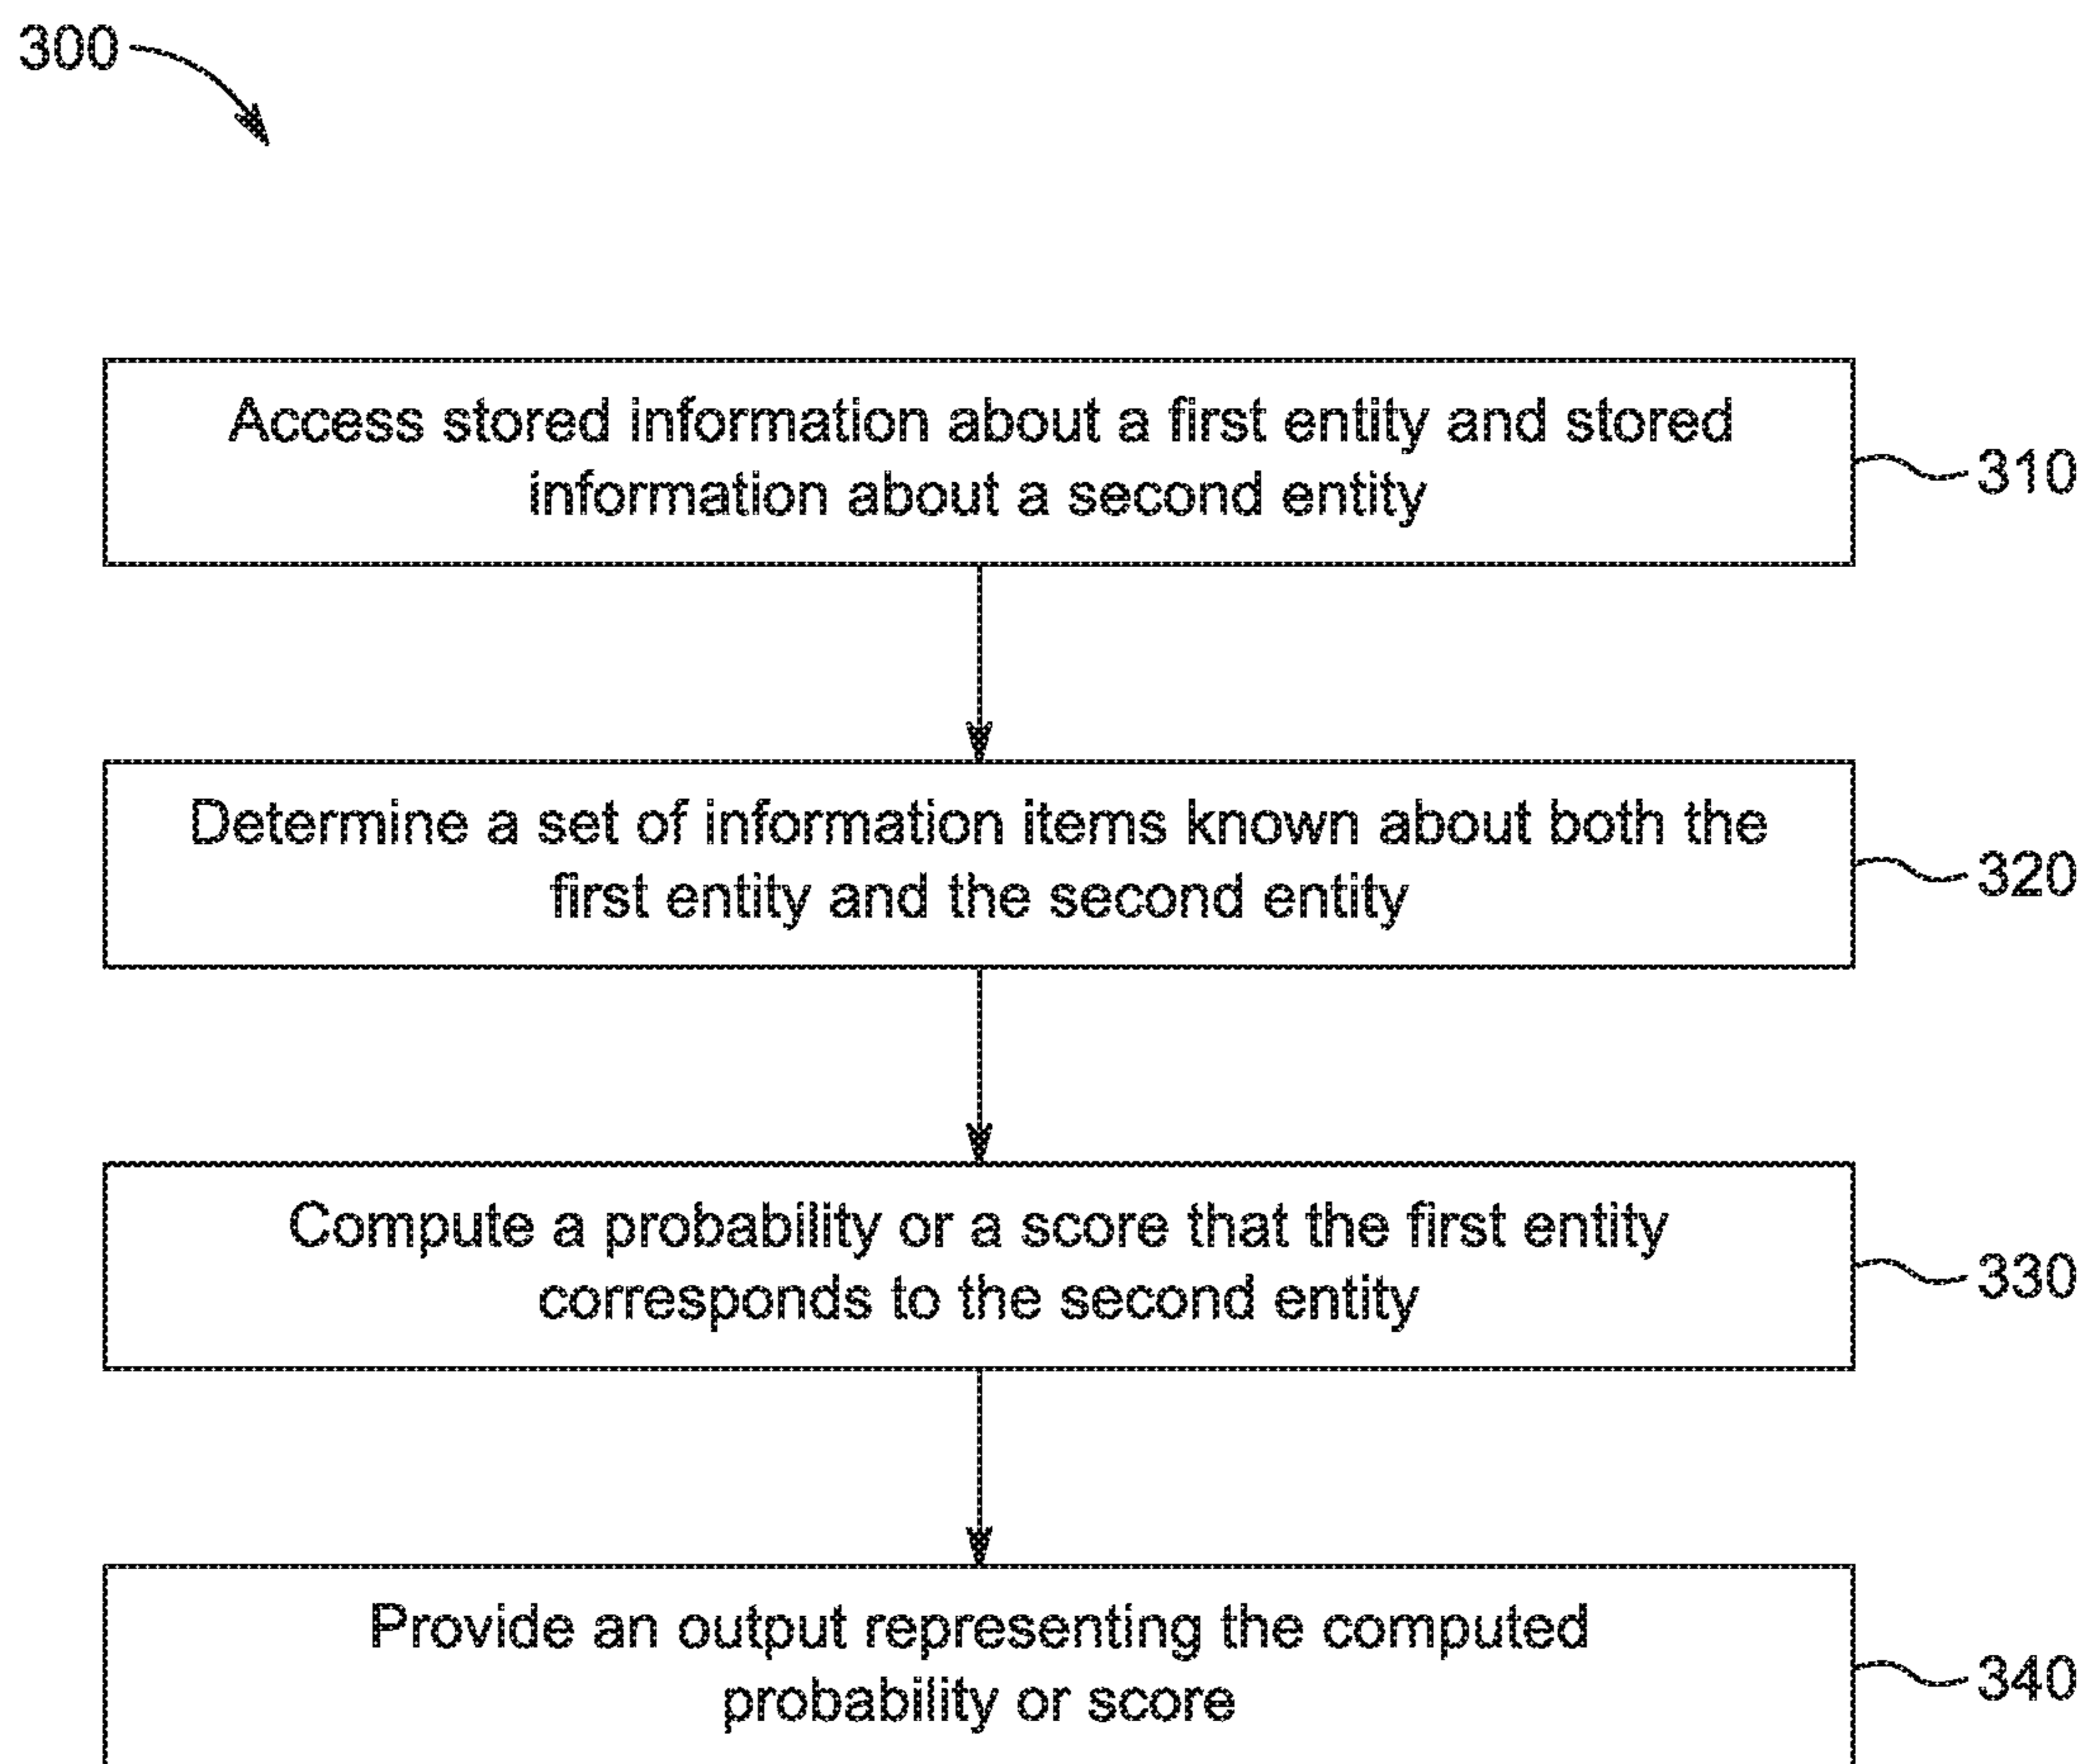 300
Access stored information about a first entity and stored
information about a second entity
310
Determine a set of information items known about both the
first entity and the second entity
320
Compute a probability or a score that the first entity
corresponds to the second entity
330
Provide an output representing the computed
probability or score
340